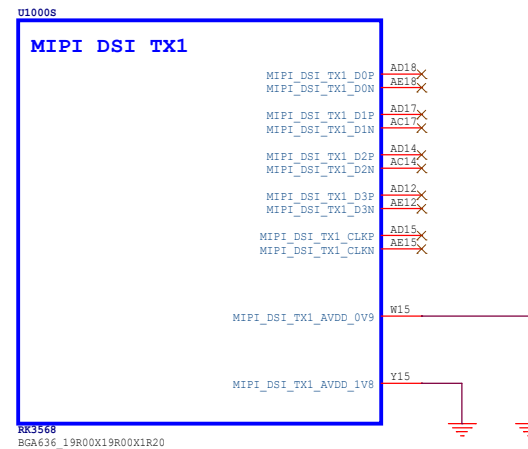 U1000S
MIPI DSI TX1
MIPI_DSI_TX1_D0P AD18
MIPI_DSI_TX1_D0N AE18
MIPI_DSI_TX1_D1P AD17
MIPI_DSI_TX1_D1N AC17
MIPI_DSI_TX1_D2P AD14
MIPI_DSI_TX1_D2N AC14
MIPI_DSI_TX1_D3P AD12
MIPI_DSI_TX1_D3N AE12
MIPI_DSI_TX1_CLKP AD15
MIPI_DSI_TX1_CLKN AE15
MIPI_DSI_TX1_AVDD_0V9 W15
MIPI_DSI_TX1_AVDD_1V8 Y15
RK3568
BGA636_19R00X19R00X1R20